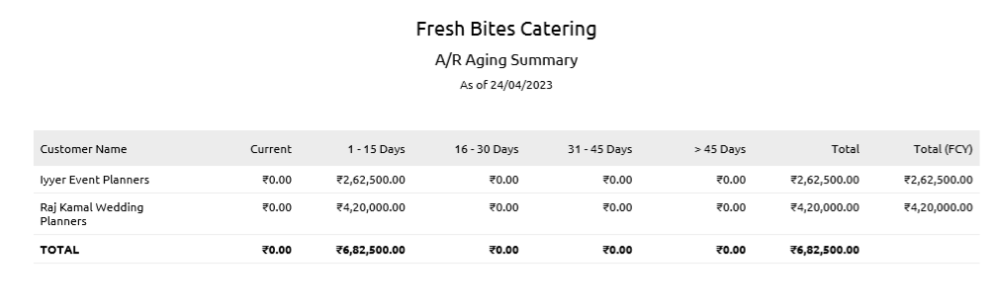 Fresh Bites Catering
A/R Aging Summary
As of 24/04/2023
Customer Name Current 1 - 15 Days 16 - 30 Days 31 - 45 Days > 45 Days Total Total (FCY)
Iyyer Event Planners ₹0.00 ₹2,62,500.00 ₹0.00 ₹0.00 ₹0.00 ₹2,62,500.00 ₹2,62,500.00
Raj Kamal Wedding ₹0.00 ₹4,20,000.00 ₹0.00 ₹0.00 ₹0.00 ₹4,20,000.00 ₹4,20,000.00
Planners
TOTAL ₹0.00 ₹6,82,500.00 ₹0.00 ₹0.00 ₹0.00 ₹6,82,500.00